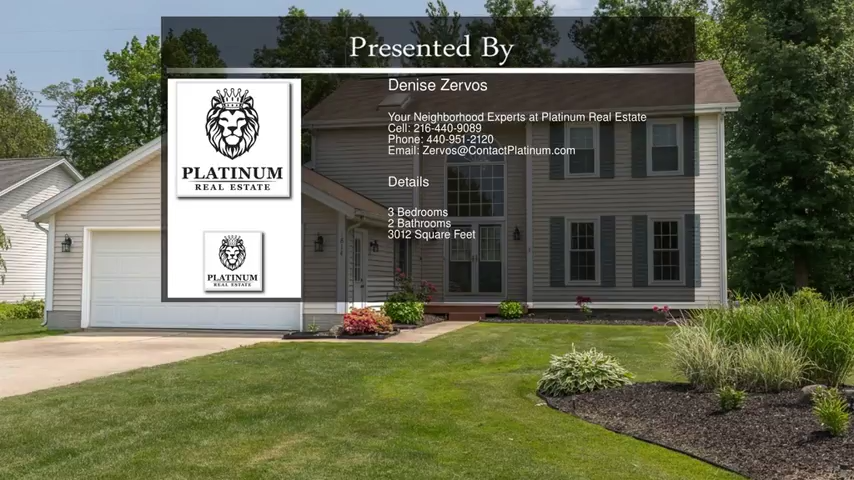 Presented By
PLATINUM
REAL ESTATE
PLATINUM
REAL ESTATE
Denise Zervos
Your Neighborhood Experts at Platinum Real Estate
Cell: 216-440-9089
Phone: 440-951-2120
Email: Zervos@ContactPlatinum.com
Details
3 Bedrooms
2 Bathrooms
3012 Square Feet